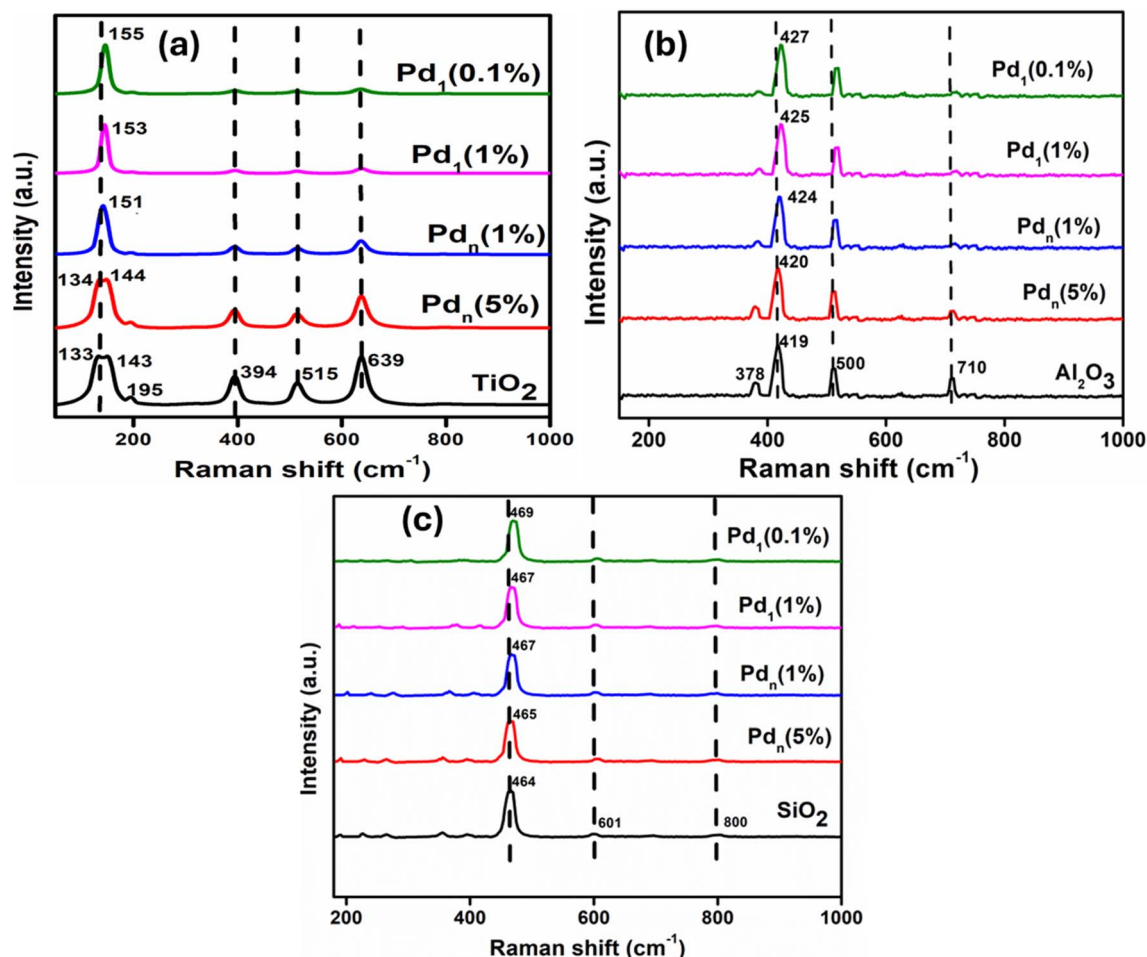 (a)
155
Pd₁(0.1%)
153
Pd₁(1%)
151
Pdₙ(1%)
134 144
Pdₙ(5%)
133 143
195
394
515
639
TiO₂
200 400 600 800 1000
Raman shift (cm⁻¹)
Intensity (a.u.)
(b)
427
Pd₁(0.1%)
425
Pd₁(1%)
424
Pdₙ(1%)
420
Pdₙ(5%)
419
378
500
710
Al₂O₃
200 400 600 800 1000
Raman shift (cm⁻¹)
Intensity (a.u.)
(c)
469
Pd₁(0.1%)
467
Pd₁(1%)
467
Pdₙ(1%)
465
Pdₙ(5%)
464
SiO₂
601
800
200 400 600 800 1000
Raman shift (cm⁻¹)
Intensity (a.u.)